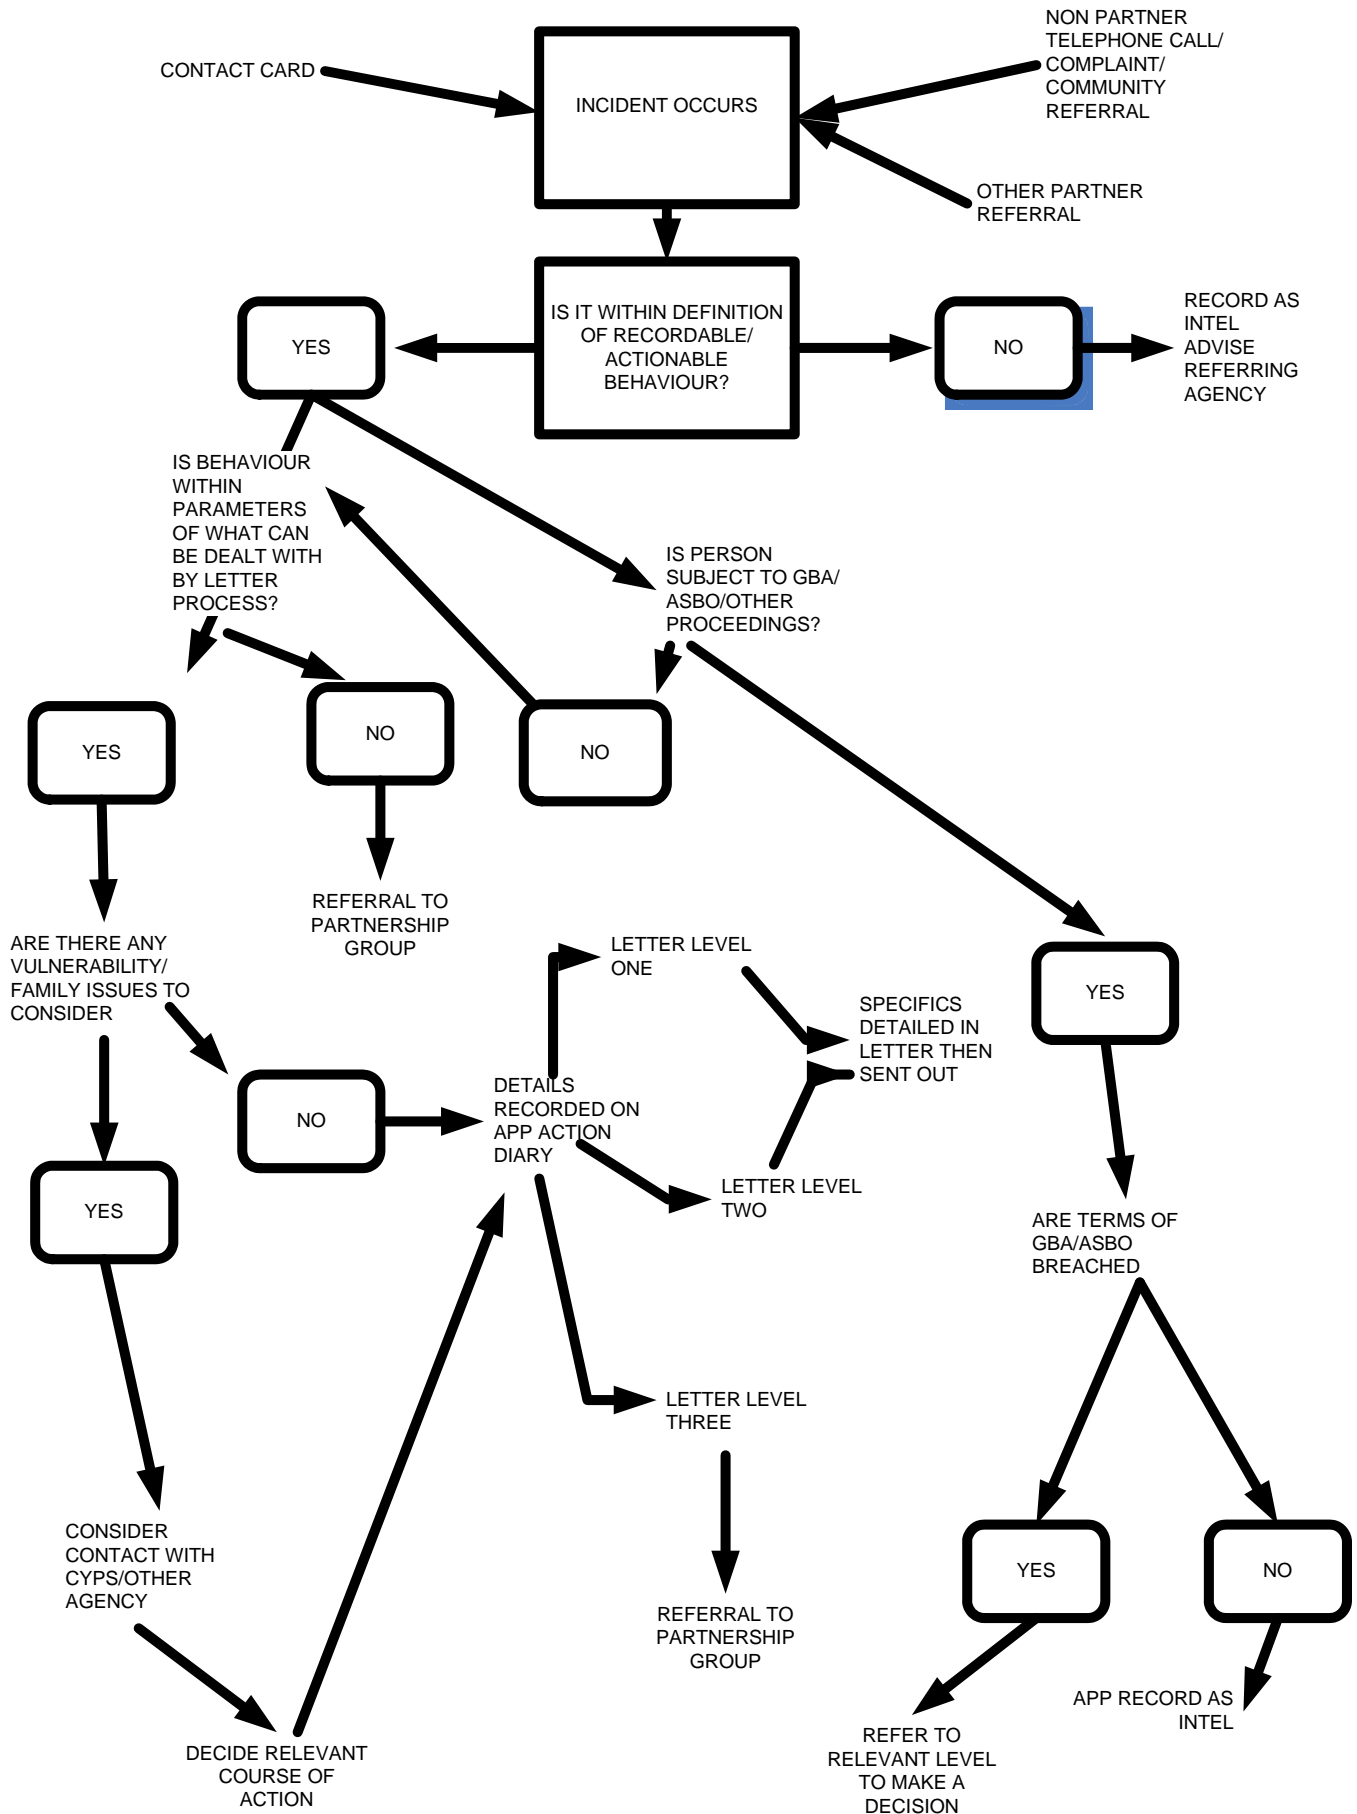 CONTACT CARD
INCIDENT OCCURS
NON PARTNER
TELEPHONE CALL/
COMPLAINT/
COMMUNITY
REFERRAL
OTHER PARTNER
REFERRAL
YES
IS IT WITHIN DEFINITION
OF RECORDABLE/
ACTIONABLE
BEHAVIOUR?
NO
RECORD AS
INTEL
ADVISE
REFERRING
AGENCY
IS BEHAVIOUR
WITHIN
PARAMETERS
OF WHAT CAN
BE DEALT WITH
BY LETTER
PROCESS?
IS PERSON
SUBJECT TO GBA/
ASBO/OTHER
PROCEEDINGS?
YES
NO
NO
REFERRAL TO
PARTNERSHIP
GROUP
ARE THERE ANY
VULNERABILITY/
FAMILY ISSUES TO
CONSIDER
LETTER LEVEL
ONE
YES
SPECIFICS
DETAILED IN
LETTER THEN
SENT OUT
NO
DETAILS
RECORDED ON
APP ACTION
DIARY
YES
LETTER LEVEL
TWO
ARE TERMS OF
GBA/ASBO
BREACHED
LETTER LEVEL
THREE
CONSIDER
CONTACT WITH
CYPS/OTHER
AGENCY
YES
NO
REFERRAL TO
PARTNERSHIP
GROUP
APP RECORD AS
INTEL
DECIDE RELEVANT
COURSE OF
ACTION
REFER TO
RELEVANT LEVEL
TO MAKE A
DECISION